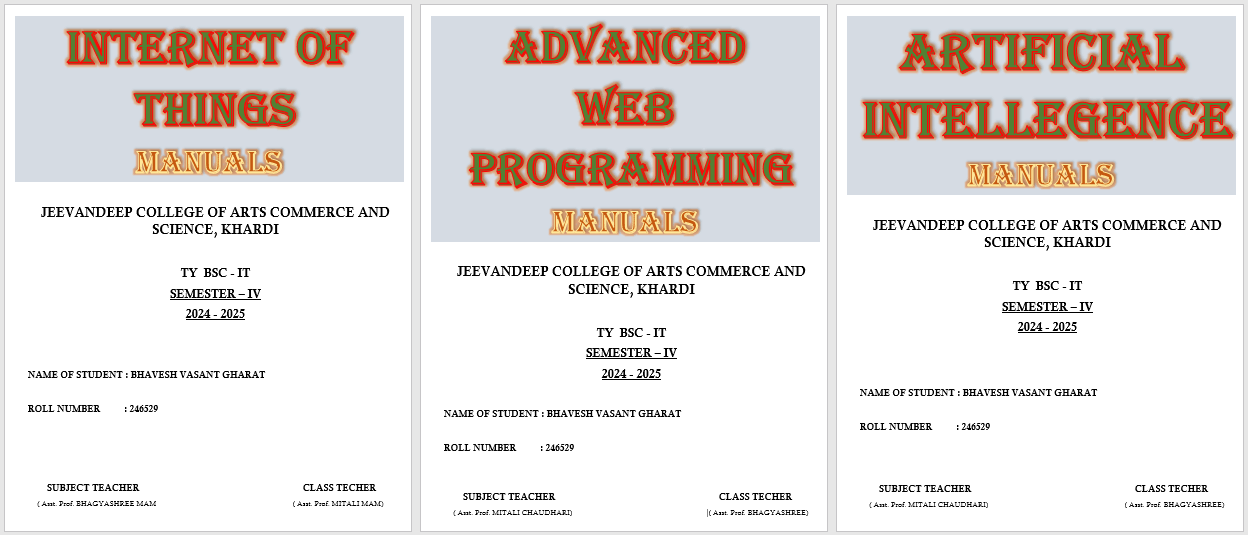 INTERNET OF
THINGS
MANUALS
JEEVANDEEP COLLEGE OF ARTS COMMERCE AND
SCIENCE, KHARDI
TY BSC - IT
SEMESTER – IV
2024 - 2025
NAME OF STUDENT : BHAVESH VASANT GHARAT
ROLL NUMBER : 246529
SUBJECT TEACHER CLASS TECHER
( Asst. Prof. BHAGYASHREE MAM ( Asst. Prof. MITALI MAM)
ADVANCED
WEB
PROGRAMMING
MANUALS
JEEVANDEEP COLLEGE OF ARTS COMMERCE AND
SCIENCE, KHARDI
TY BSC - IT
SEMESTER – IV
2024 - 2025
NAME OF STUDENT : BHAVESH VASANT GHARAT
ROLL NUMBER : 246529
SUBJECT TEACHER CLASS TECHER
( Asst. Prof. MITALI CHAUDHARI) ( Asst. Prof. BHAGYASHREE)
ARTIFICIAL
INTELLEGENCE
MANUALS
JEEVANDEEP COLLEGE OF ARTS COMMERCE AND
SCIENCE, KHARDI
TY BSC - IT
SEMESTER – IV
2024 - 2025
NAME OF STUDENT : BHAVESH VASANT GHARAT
ROLL NUMBER : 246529
SUBJECT TEACHER CLASS TECHER
( Asst. Prof. MITALI CHAUDHARI) ( Asst. Prof. BHAGYASHREE)